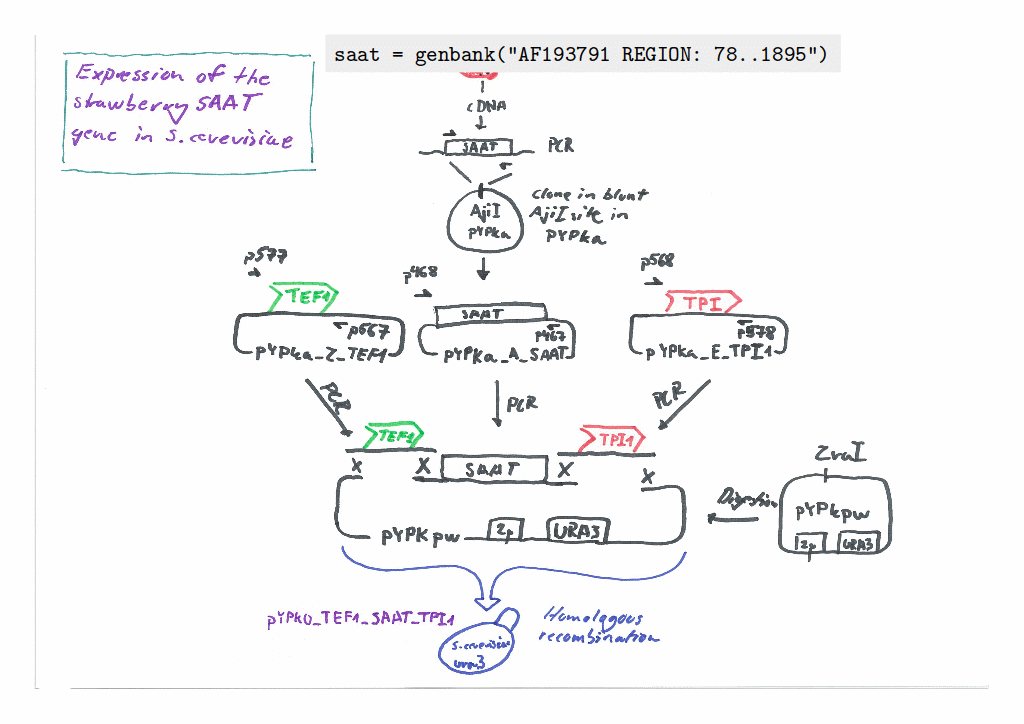 saat = genbank("AF193791 REGION: 78..1895")
Expression of the
strawberry SAAT
gene in S. cerevisiae
cDNA
SAAT
PCR
Clone in blunt
AjiI site in
pYPka
AjiI
pYPka
p577
p468
p568
TEF1
SAAT
TPI
p667
p467
p578
pYPka_Z_TEF1
pYPka_A_SAAT
pYPka_E_TPI1
PCR
PCR
PCR
TEF1
TPI1
X
X
SAAT
X
X
ZraI
Digestion
pYPkpw
2µ
URA3
pYPKpw
2µ
URA3
pYPK0_TEF1_SAAT_TPI1
Homologous
recombination
S. cerevisiae
ura3